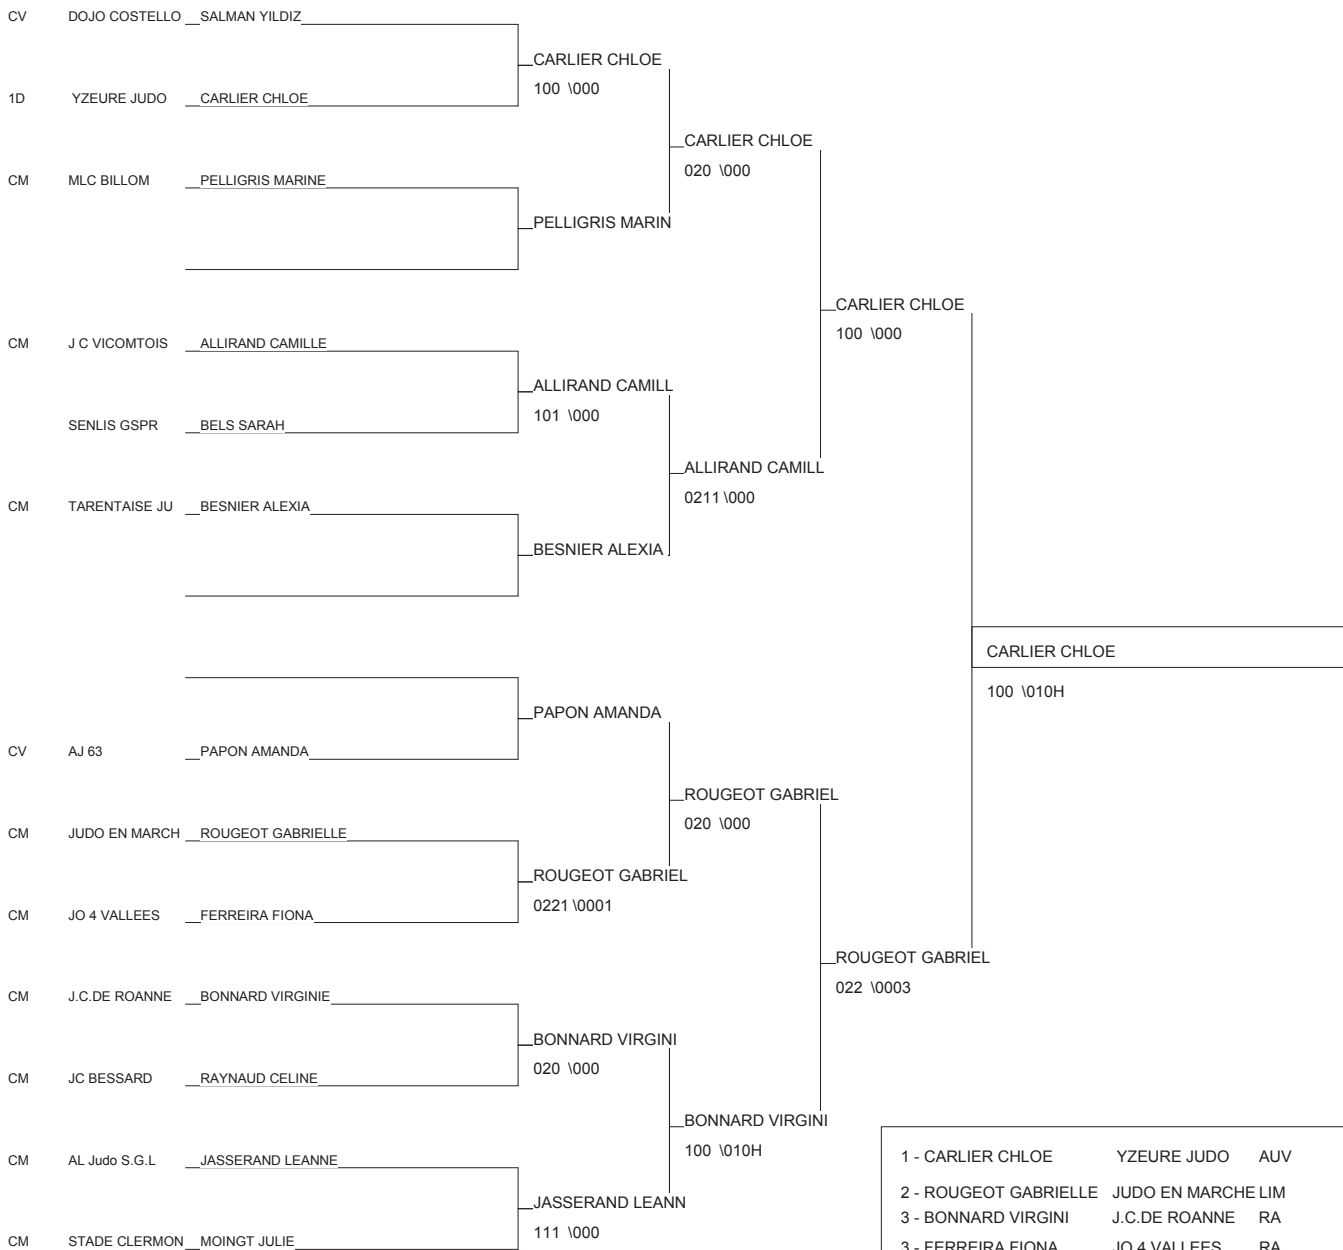 CV DOJO COSTELLO SALMAN YILDIZ
CARLIER CHLOE
100 \000
1D YZEURE JUDO CARLIER CHLOE
CARLIER CHLOE
020 \000
CM MLC BILLOM PELLIGRIS MARINE
PELLIGRIS MARIN
CARLIER CHLOE
100 \000
CM J C VICOMTOIS ALLIRAND CAMILLE
ALLIRAND CAMILL
101 \000
SENLIS GSPR BELS SARAH
ALLIRAND CAMILL
0211 \000
CM TARENTAISE JU BESNIER ALEXIA
BESNIER ALEXIA
CARLIER CHLOE
100 \010H
PAPON AMANDA
CV AJ 63 PAPON AMANDA
ROUGEOT GABRIEL
020 \000
CM JUDO EN MARCH ROUGEOT GABRIELLE
ROUGEOT GABRIEL
0221 \0001
CM JO 4 VALLEES FERREIRA FIONA
ROUGEOT GABRIEL
022 \0003
CM J.C.DE ROANNE BONNARD VIRGINIE
BONNARD VIRGINI
020 \000
CM JC BESSARD RAYNAUD CELINE
BONNARD VIRGINI
100 \010H
CM AL Judo S.G.L JASSERAND LEANNE
JASSERAND LEANN
111 \000
CM STADE CLERMON MOINGT JULIE
1 - CARLIER CHLOE YZEURE JUDO AUV
2 - ROUGEOT GABRIELLE JUDO EN MARCHE LIM
3 - BONNARD VIRGINI J.C.DE ROANNE RA
3 - FERREIRA FIONA JO 4 VALLEES RA